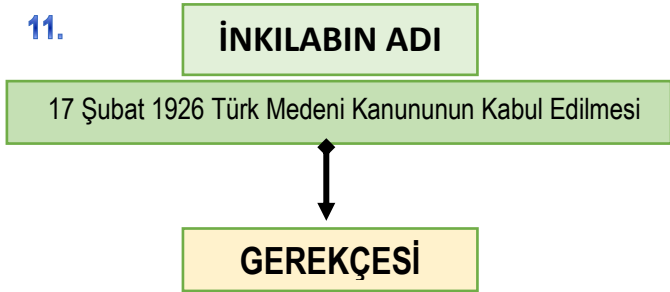 11.
İNKILABIN ADI
17 Şubat 1926 Türk Medeni Kanununun Kabul Edilmesi
GEREKÇESİ